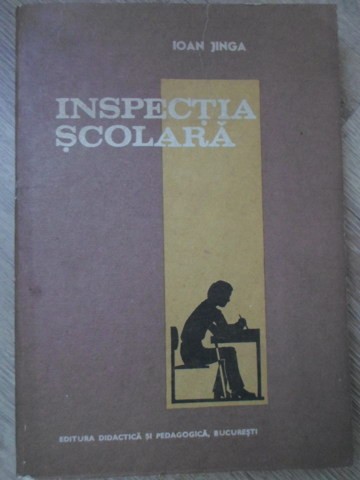 IOAN JINGA
INSPECȚIA
ȘCOLARĂ
EDITURA DIDACTICĂ ȘI PEDAGOGICĂ, BUCUREȘTI